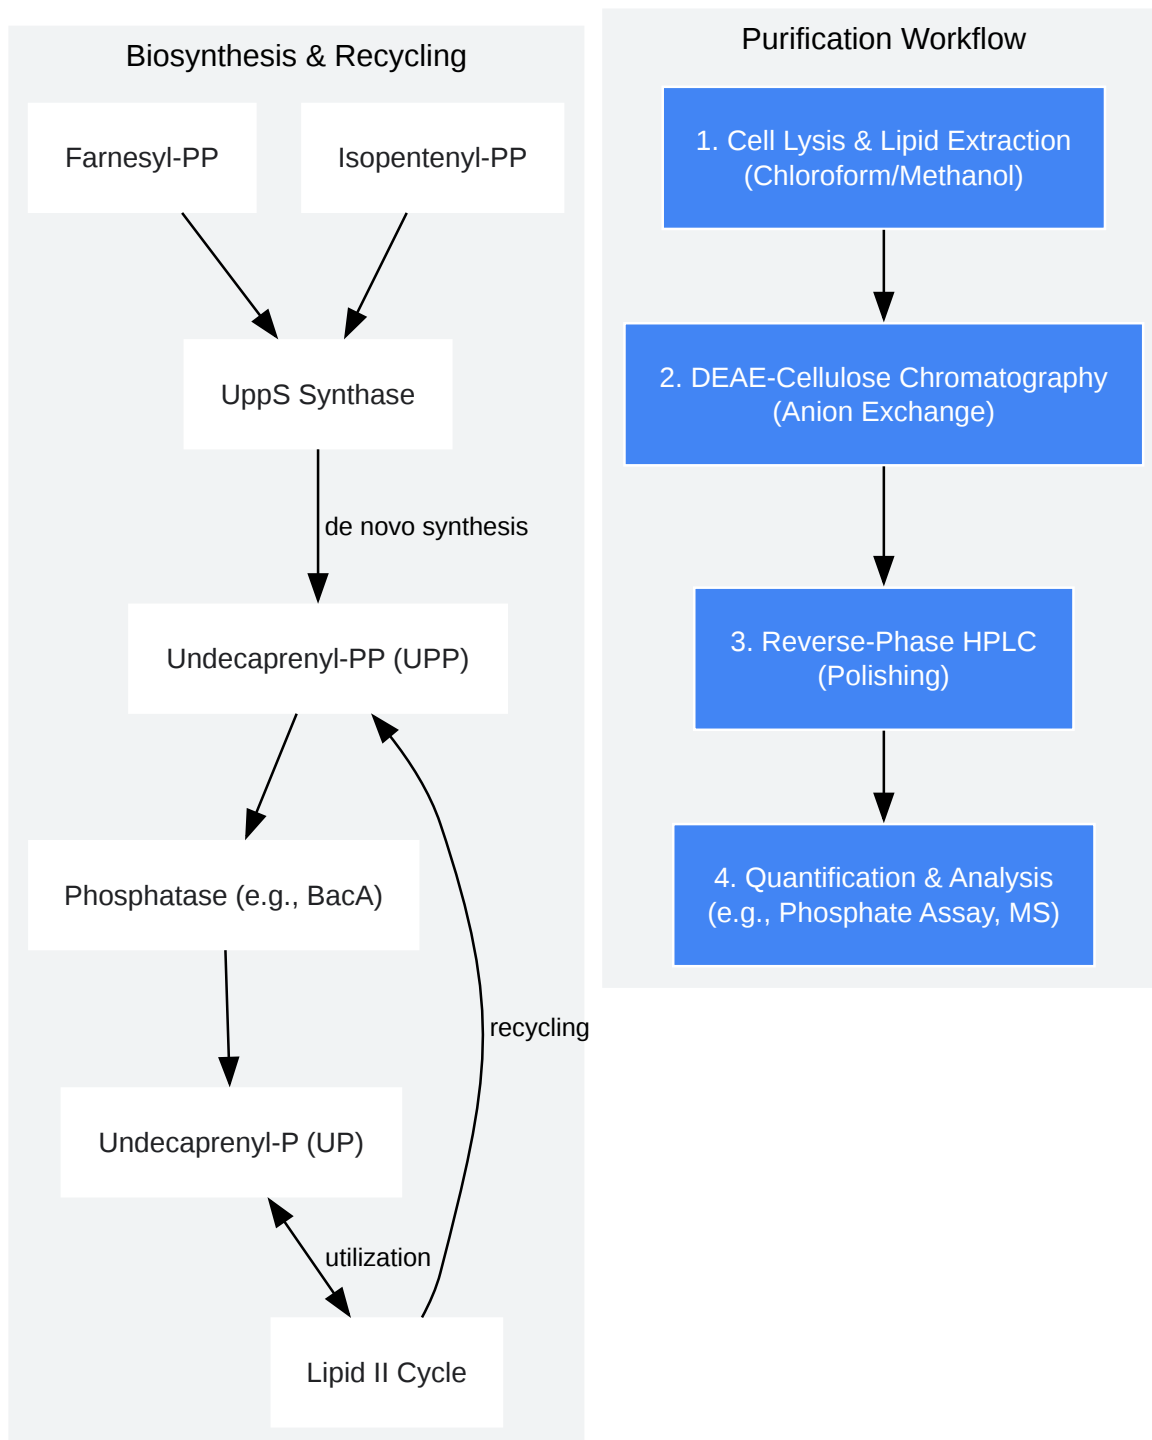 Biosynthesis & Recycling
Farnesyl-PP
Isopentenyl-PP
UppS Synthase
de novo synthesis
Undecaprenyl-PP (UPP)
Phosphatase (e.g., BacA)
recycling
Undecaprenyl-P (UP)
utilization
Lipid II Cycle
Purification Workflow
1. Cell Lysis & Lipid Extraction
(Chloroform/Methanol)
2. DEAE-Cellulose Chromatography
(Anion Exchange)
3. Reverse-Phase HPLC
(Polishing)
4. Quantification & Analysis
(e.g., Phosphate Assay, MS)